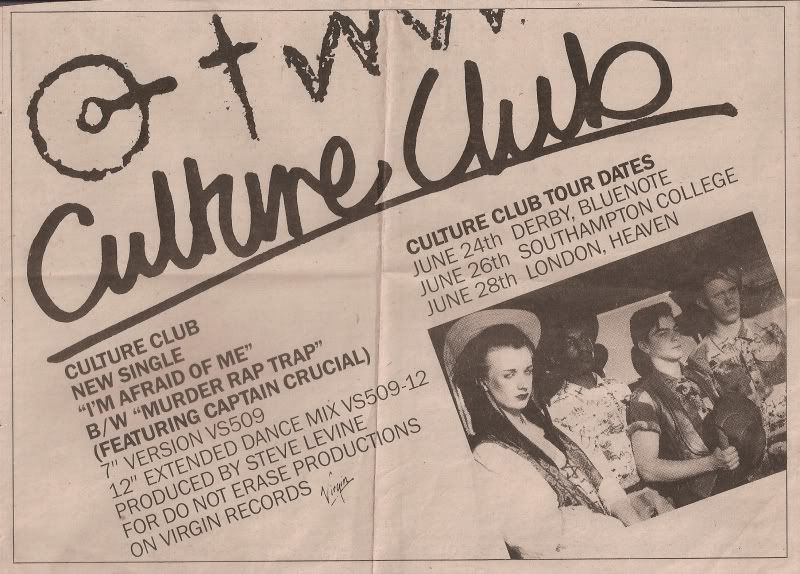 Culture Club
CULTURE CLUB TOUR DATES
JUNE 24th DERBY, BLUENOTE
JUNE 26th SOUTHAMPTON COLLEGE
JUNE 28th LONDON, HEAVEN
CULTURE CLUB
NEW SINGLE
"I'M AFRAID OF ME"
B/W "MURDER RAP TRAP"
(FEATURING CAPTAIN CRUCIAL)
7" VERSION VS509
12" EXTENDED DANCE MIX VS509-12
PRODUCED BY STEVE LEVINE
FOR DO NOT ERASE PRODUCTIONS
ON VIRGIN RECORDS Virgin